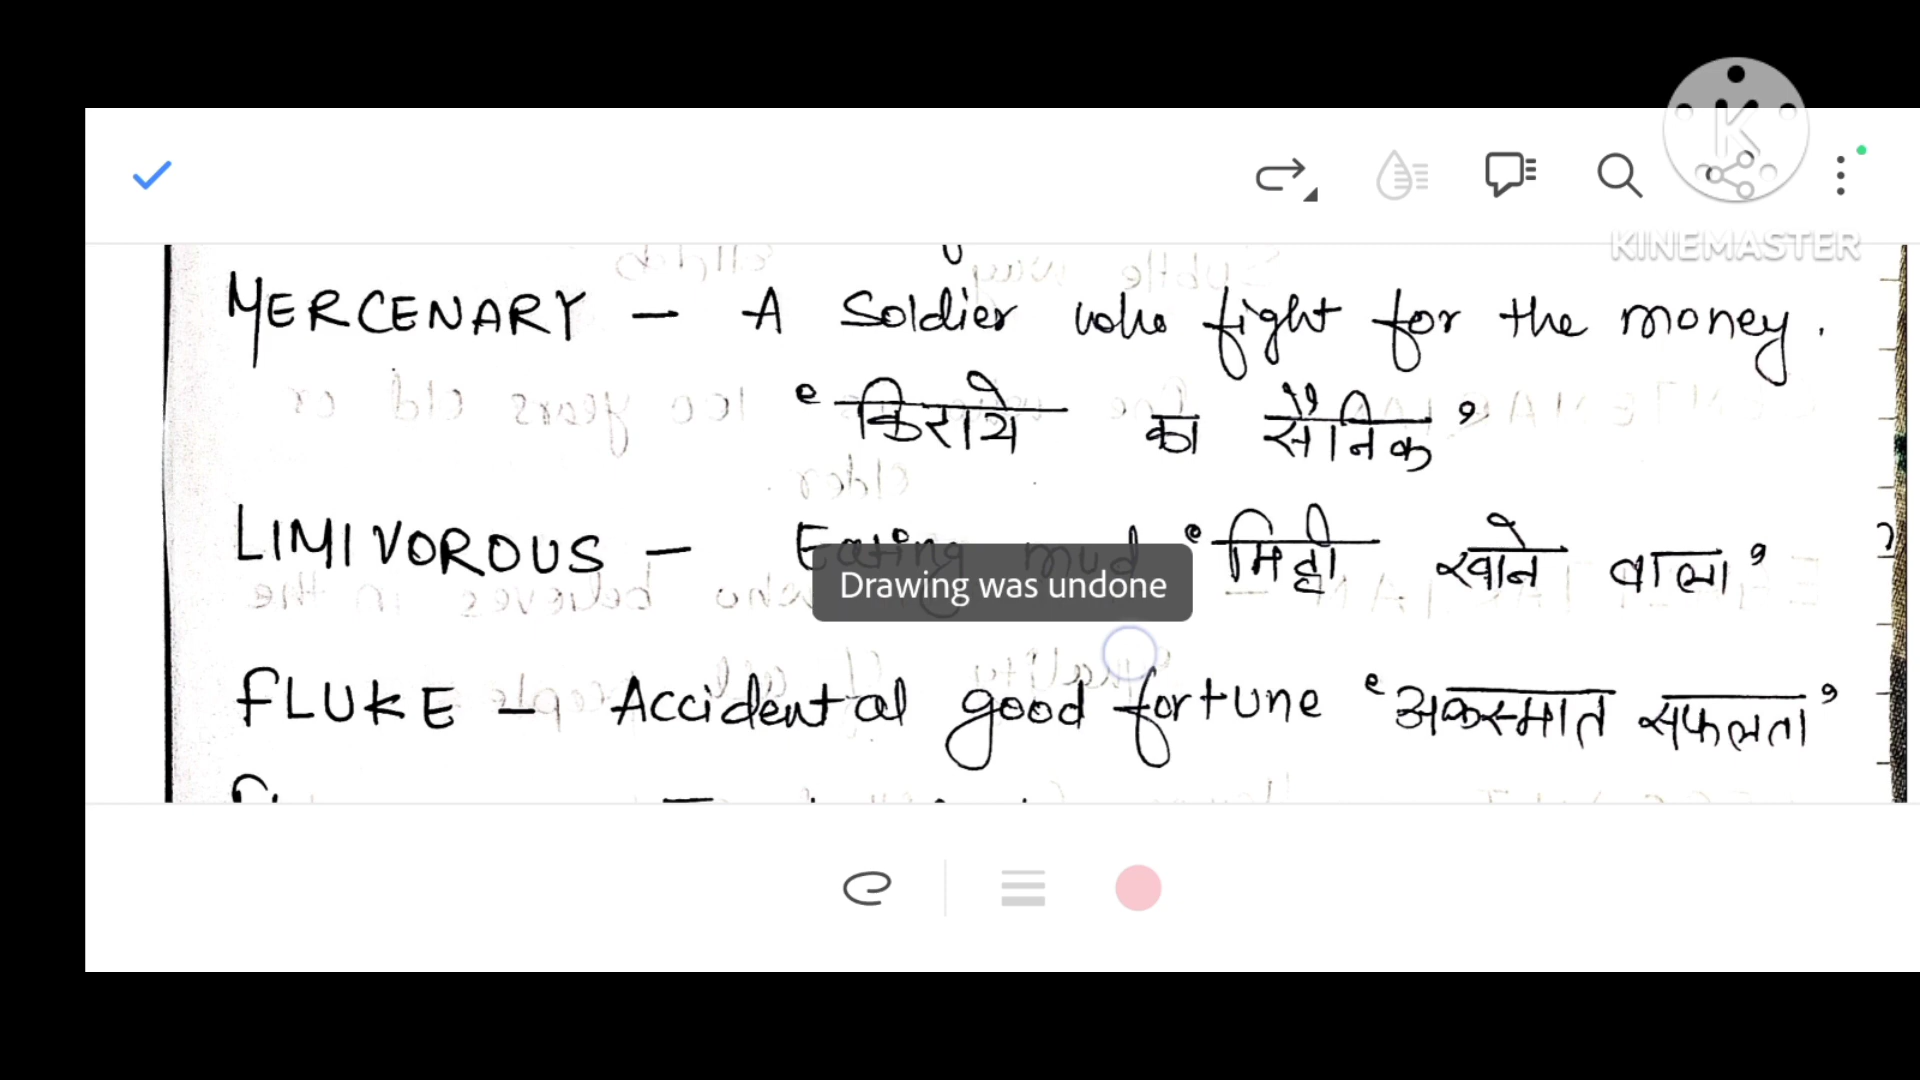 KINEMASTER
MERCENARY – A Soldier who fight for the money.
‘किराये का सैनिक’
LIMIVOROUS – Eating mud ‘मिट्टी खाने वाला’
Drawing was undone
FLUKE – Accidental good fortune ‘अकस्मात सफलता’